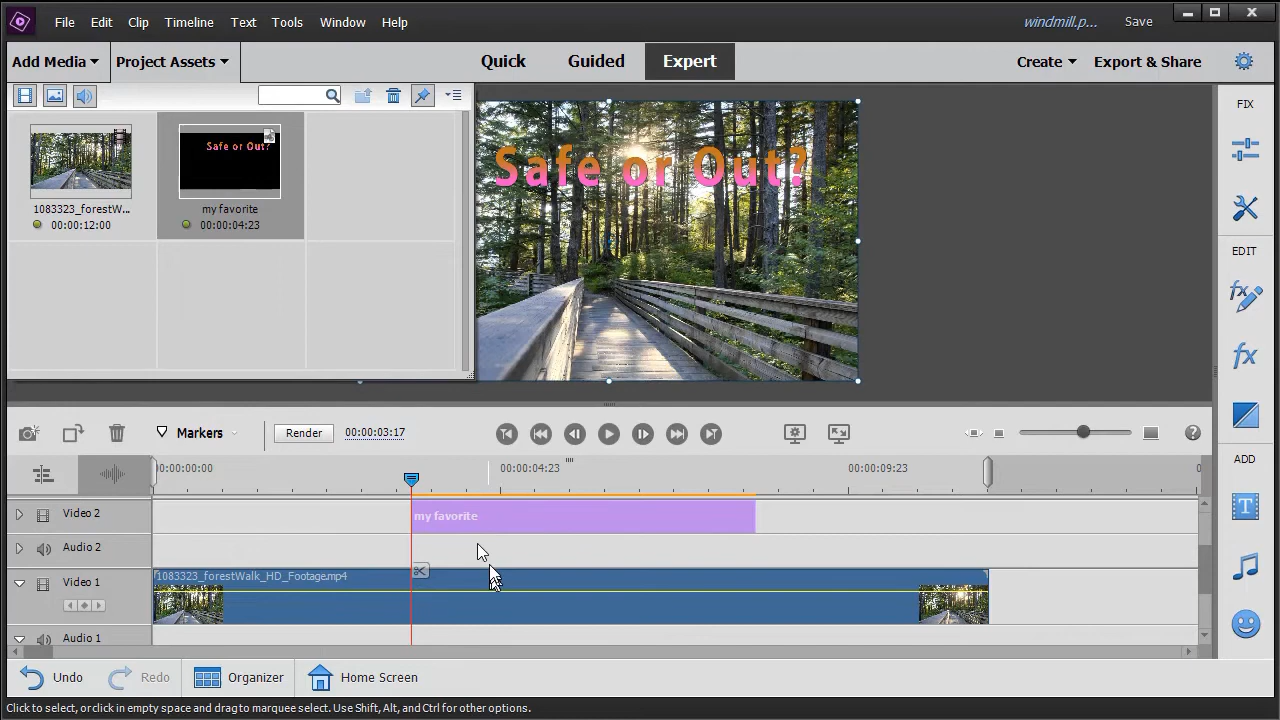 File Edit Clip Timeline Text Tools Window Help windmill.p... Save
Add Media Project Assets Quick Guided Expert Create Export & Share
FIX
Safe or Out?
Safe or Out?
1083323_forestW... my favorite
00:00:12:00 00:00:04:23
EDIT
Markers Render 00:00:03:17
ADD
00:00:00:00 00:00:04:23 00:00:09:23
Video 2 my favorite
Audio 2
Video 1 1083323_forestWalk_HD_Footage.mp4
Audio 1
Undo Redo Organizer Home Screen
Click to select, orclick in empty space and drag to marquee select. Use Shift, Alt, and Ctrl for other options.